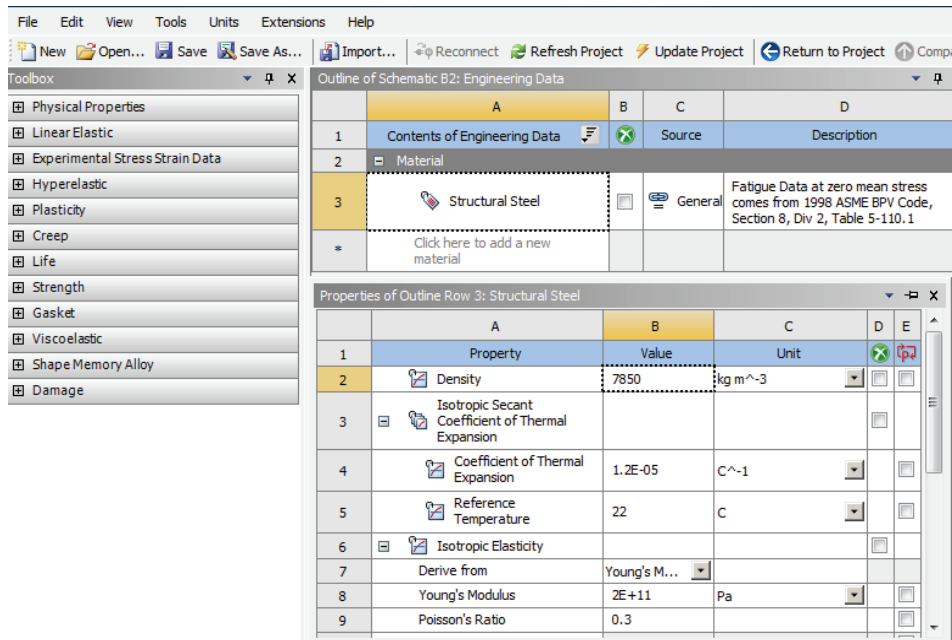 File Edit View Tools Units Extensions Help
New Open... Save Save As... Import... Reconnect Refresh Project Update Project Return to Project
Toolbox
Physical Properties
Linear Elastic
Experimental Stress Strain Data
Hyperelastic
Plasticity
Creep
Life
Strength
Gasket
Viscoelastic
Shape Memory Alloy
Damage
Outline of Schematic B2: Engineering Data
A B C D
1 Contents of Engineering Data Source Description
2 Material
3 Structural Steel General
Fatigue Data at zero mean stress
comes from 1998 ASME BPV Code,
Section 8, Div 2, Table 5-110.1
* Click here to add a new
material
Properties of Outline Row 3: Structural Steel
A B C D E
1 Property Value Unit
2 Density 7850 kg m^-3
3 Isotropic Secant
Coefficient of Thermal
Expansion
4 Coefficient of Thermal
Expansion 1.2E-05 C^-1
5 Reference
Temperature 22 C
6 Isotropic Elasticity
7 Derive from Young's M...
8 Young's Modulus 2E+11 Pa
9 Poisson's Ratio 0.3